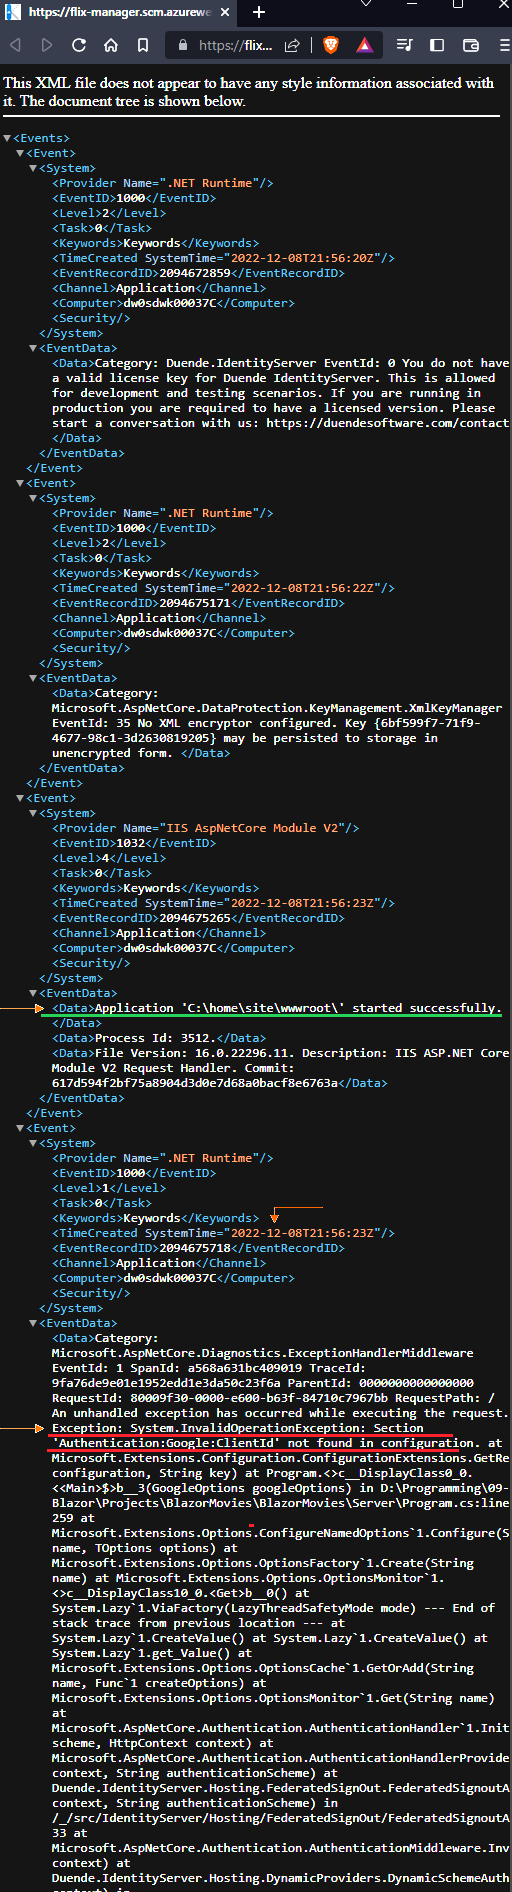 https://flix-manager.scm.azurewe
https://flix...
This XML file does not appear to have any style information associated with
it. The document tree is shown below.
▼<Events>
▼<Event>
▼<System>
<Provider Name=".NET Runtime"/>
<EventID>1000</EventID>
<Level>2</Level>
<Task>0</Task>
<Keywords>Keywords</Keywords>
<TimeCreated SystemTime="2022-12-08T21:56:20Z"/>
<EventRecordID>2094672859</EventRecordID>
<Channel>Application</Channel>
<Computer>dw0sdwk00037C</Computer>
<Security/>
</System>
▼<EventData>
<Data>Category: Duende.IdentityServer EventId: 0 You do not have
a valid license key for Duende IdentityServer. This is allowed
for development and testing scenarios. If you are running in
production you are required to have a licensed version. Please
start a conversation with us: https://duendesoftware.com/contact
</Data>
</EventData>
</Event>
▼<Event>
▼<System>
<Provider Name=".NET Runtime"/>
<EventID>1000</EventID>
<Level>2</Level>
<Task>0</Task>
<Keywords>Keywords</Keywords>
<TimeCreated SystemTime="2022-12-08T21:56:22Z"/>
<EventRecordID>2094675171</EventRecordID>
<Channel>Application</Channel>
<Computer>dw0sdwk00037C</Computer>
<Security/>
</System>
▼<EventData>
<Data>Category:
Microsoft.AspNetCore.DataProtection.KeyManagement.XmlKeyManager
EventId: 35 No XML encryptor configured. Key {6bf599f7-71f9-
4677-98c1-3d2630819205} may be persisted to storage in
unencrypted form. </Data>
</EventData>
</Event>
▼<Event>
▼<System>
<Provider Name="IIS AspNetCore Module V2"/>
<EventID>1032</EventID>
<Level>4</Level>
<Task>0</Task>
<Keywords>Keywords</Keywords>
<TimeCreated SystemTime="2022-12-08T21:56:23Z"/>
<EventRecordID>2094675265</EventRecordID>
<Channel>Application</Channel>
<Computer>dw0sdwk00037C</Computer>
<Security/>
</System>
▼<EventData>
<Data>Application 'C:\home\site\wwwroot\' started successfully.
</Data>
<Data>Process Id: 3512.</Data>
<Data>File Version: 16.0.22296.11. Description: IIS ASP.NET Core
Module V2 Request Handler. Commit:
617d594f2bf75a8904d3d0e7d68a0bacf8e6763a</Data>
</EventData>
</Event>
▼<Event>
▼<System>
<Provider Name=".NET Runtime"/>
<EventID>1000</EventID>
<Level>1</Level>
<Task>0</Task>
<Keywords>Keywords</Keywords>
<TimeCreated SystemTime="2022-12-08T21:56:23Z"/>
<EventRecordID>2094675718</EventRecordID>
<Channel>Application</Channel>
<Computer>dw0sdwk00037C</Computer>
<Security/>
</System>
▼<EventData>
<Data>Category:
Microsoft.AspNetCore.Diagnostics.ExceptionHandlerMiddleware
EventId: 1 SpanId: a568a631bc409019 TraceId:
9fa76de9e01e1952edd1e3da50c23f6a ParentId: 0000000000000000
RequestId: 80009f30-0000-e600-b63f-84710c7967bb RequestPath: /
An unhandled exception has occurred while executing the request.
Exception: System.InvalidOperationException: Section
'Authentication:Google:ClientId' not found in configuration. at
Microsoft.Extensions.Configuration.ConfigurationExtensions.GetRe
configuration, String key) at Program.<>c__DisplayClass0_0.
<<Main>$>b__3(GoogleOptions googleOptions) in D:\Programming\09-
Blazor\Projects\BlazorMovies\BlazorMovies\Server\Program.cs:line
259 at
Microsoft.Extensions.Options.ConfigureNamedOptions`1.Configure(S
name, TOptions options) at
Microsoft.Extensions.Options.OptionsFactory`1.Create(String
name) at Microsoft.Extensions.Options.OptionsMonitor`1.
<>c__DisplayClass10_0.<Get>b__0() at
System.Lazy`1.ViaFactory(LazyThreadSafetyMode mode) --- End of
stack trace from previous location --- at
System.Lazy`1.CreateValue() at System.Lazy`1.CreateValue() at
System.Lazy`1.get_Value() at
Microsoft.Extensions.Options.OptionsCache`1.GetOrAdd(String
name, Func`1 createOptions) at
Microsoft.Extensions.Options.OptionsMonitor`1.Get(String name)
at
Microsoft.AspNetCore.Authentication.AuthenticationHandler`1.Init
scheme, HttpContext context) at
Microsoft.AspNetCore.Authentication.AuthenticationHandlerProvide
context, String authenticationScheme) at
Duende.IdentityServer.Hosting.FederatedSignOut.FederatedSignoutA
context, String authenticationScheme) in
/_/src/IdentityServer/Hosting/FederatedSignOut/FederatedSignoutA
33 at
Microsoft.AspNetCore.Authentication.AuthenticationMiddleware.Inv
context) at
Duende.IdentityServer.Hosting.DynamicProviders.DynamicSchemeAuth
context) in